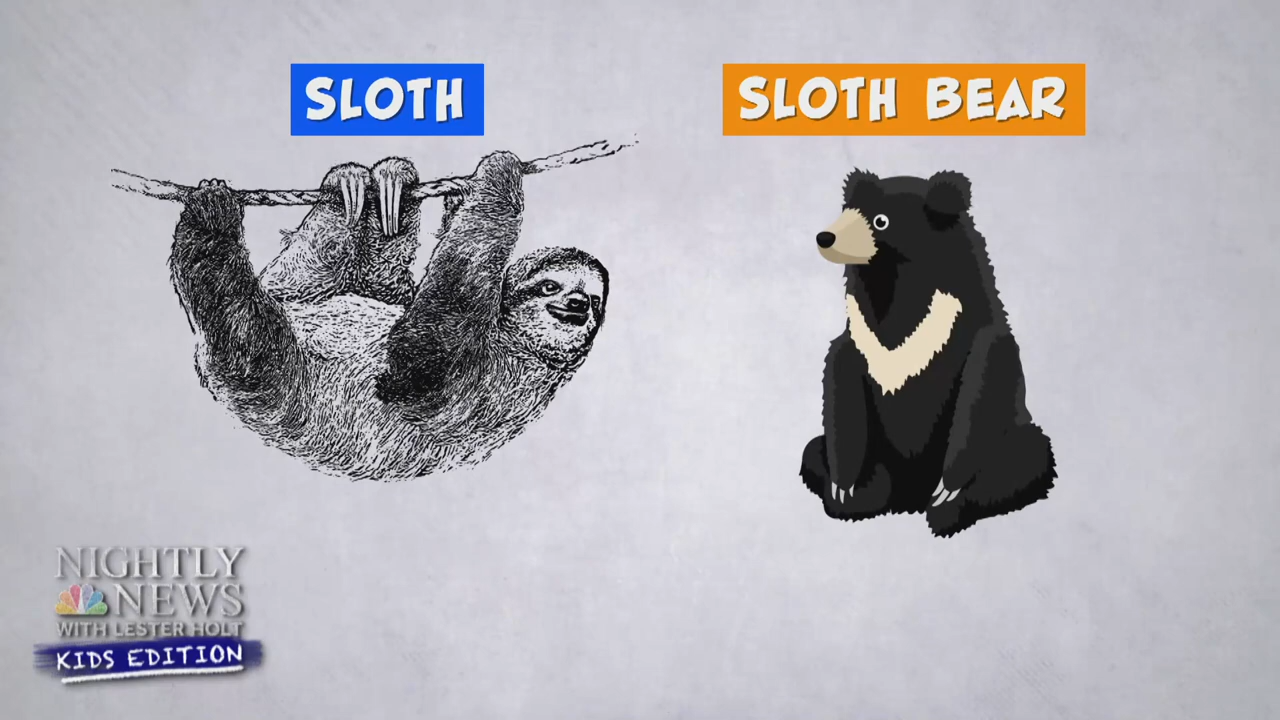 SLOTH
SLOTH BEAR
NIGHTLY
NEWS
WITH LESTER HOLT
KIDS EDITION